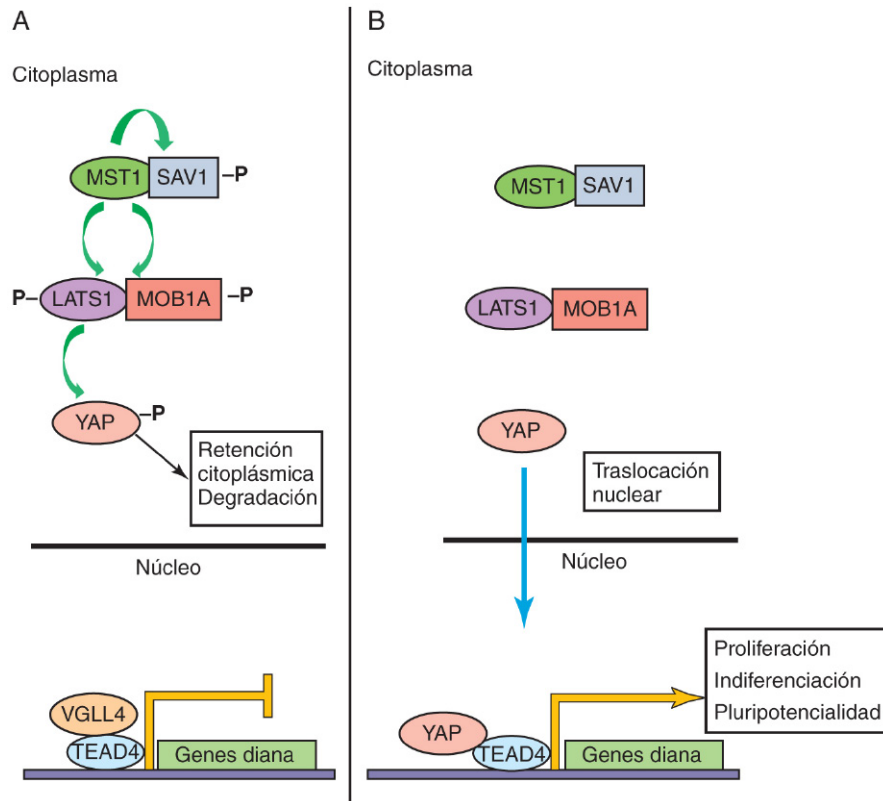 A
Citoplasma
MST1 SAV1 –P
P– LATS1 MOB1A –P
YAP –P
Retención
citoplásmica
Degradación
Núcleo
VGLL4
TEAD4 Genes diana
B
Citoplasma
MST1 SAV1
LATS1 MOB1A
YAP
Traslocación
nuclear
Núcleo
Proliferación
Indiferenciación
Pluripotencialidad
YAP
TEAD4 Genes diana